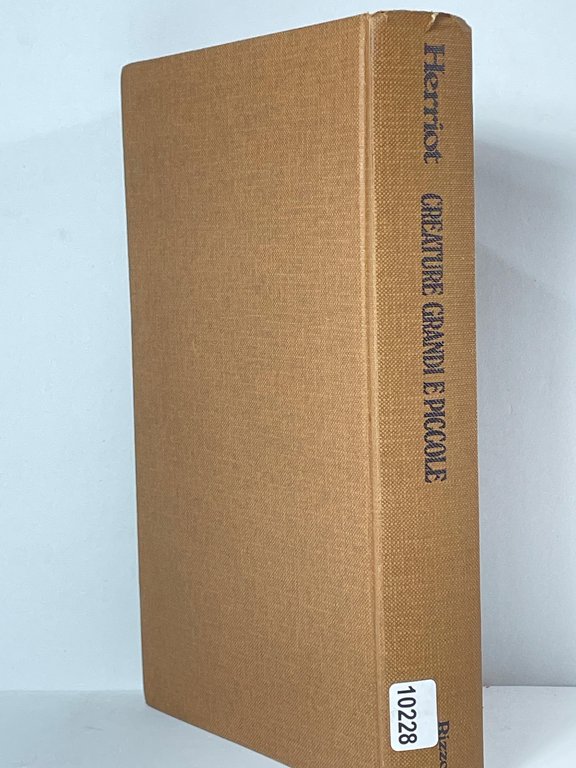 Herriot
CREATURE GRANDI E PICCOLE
10228